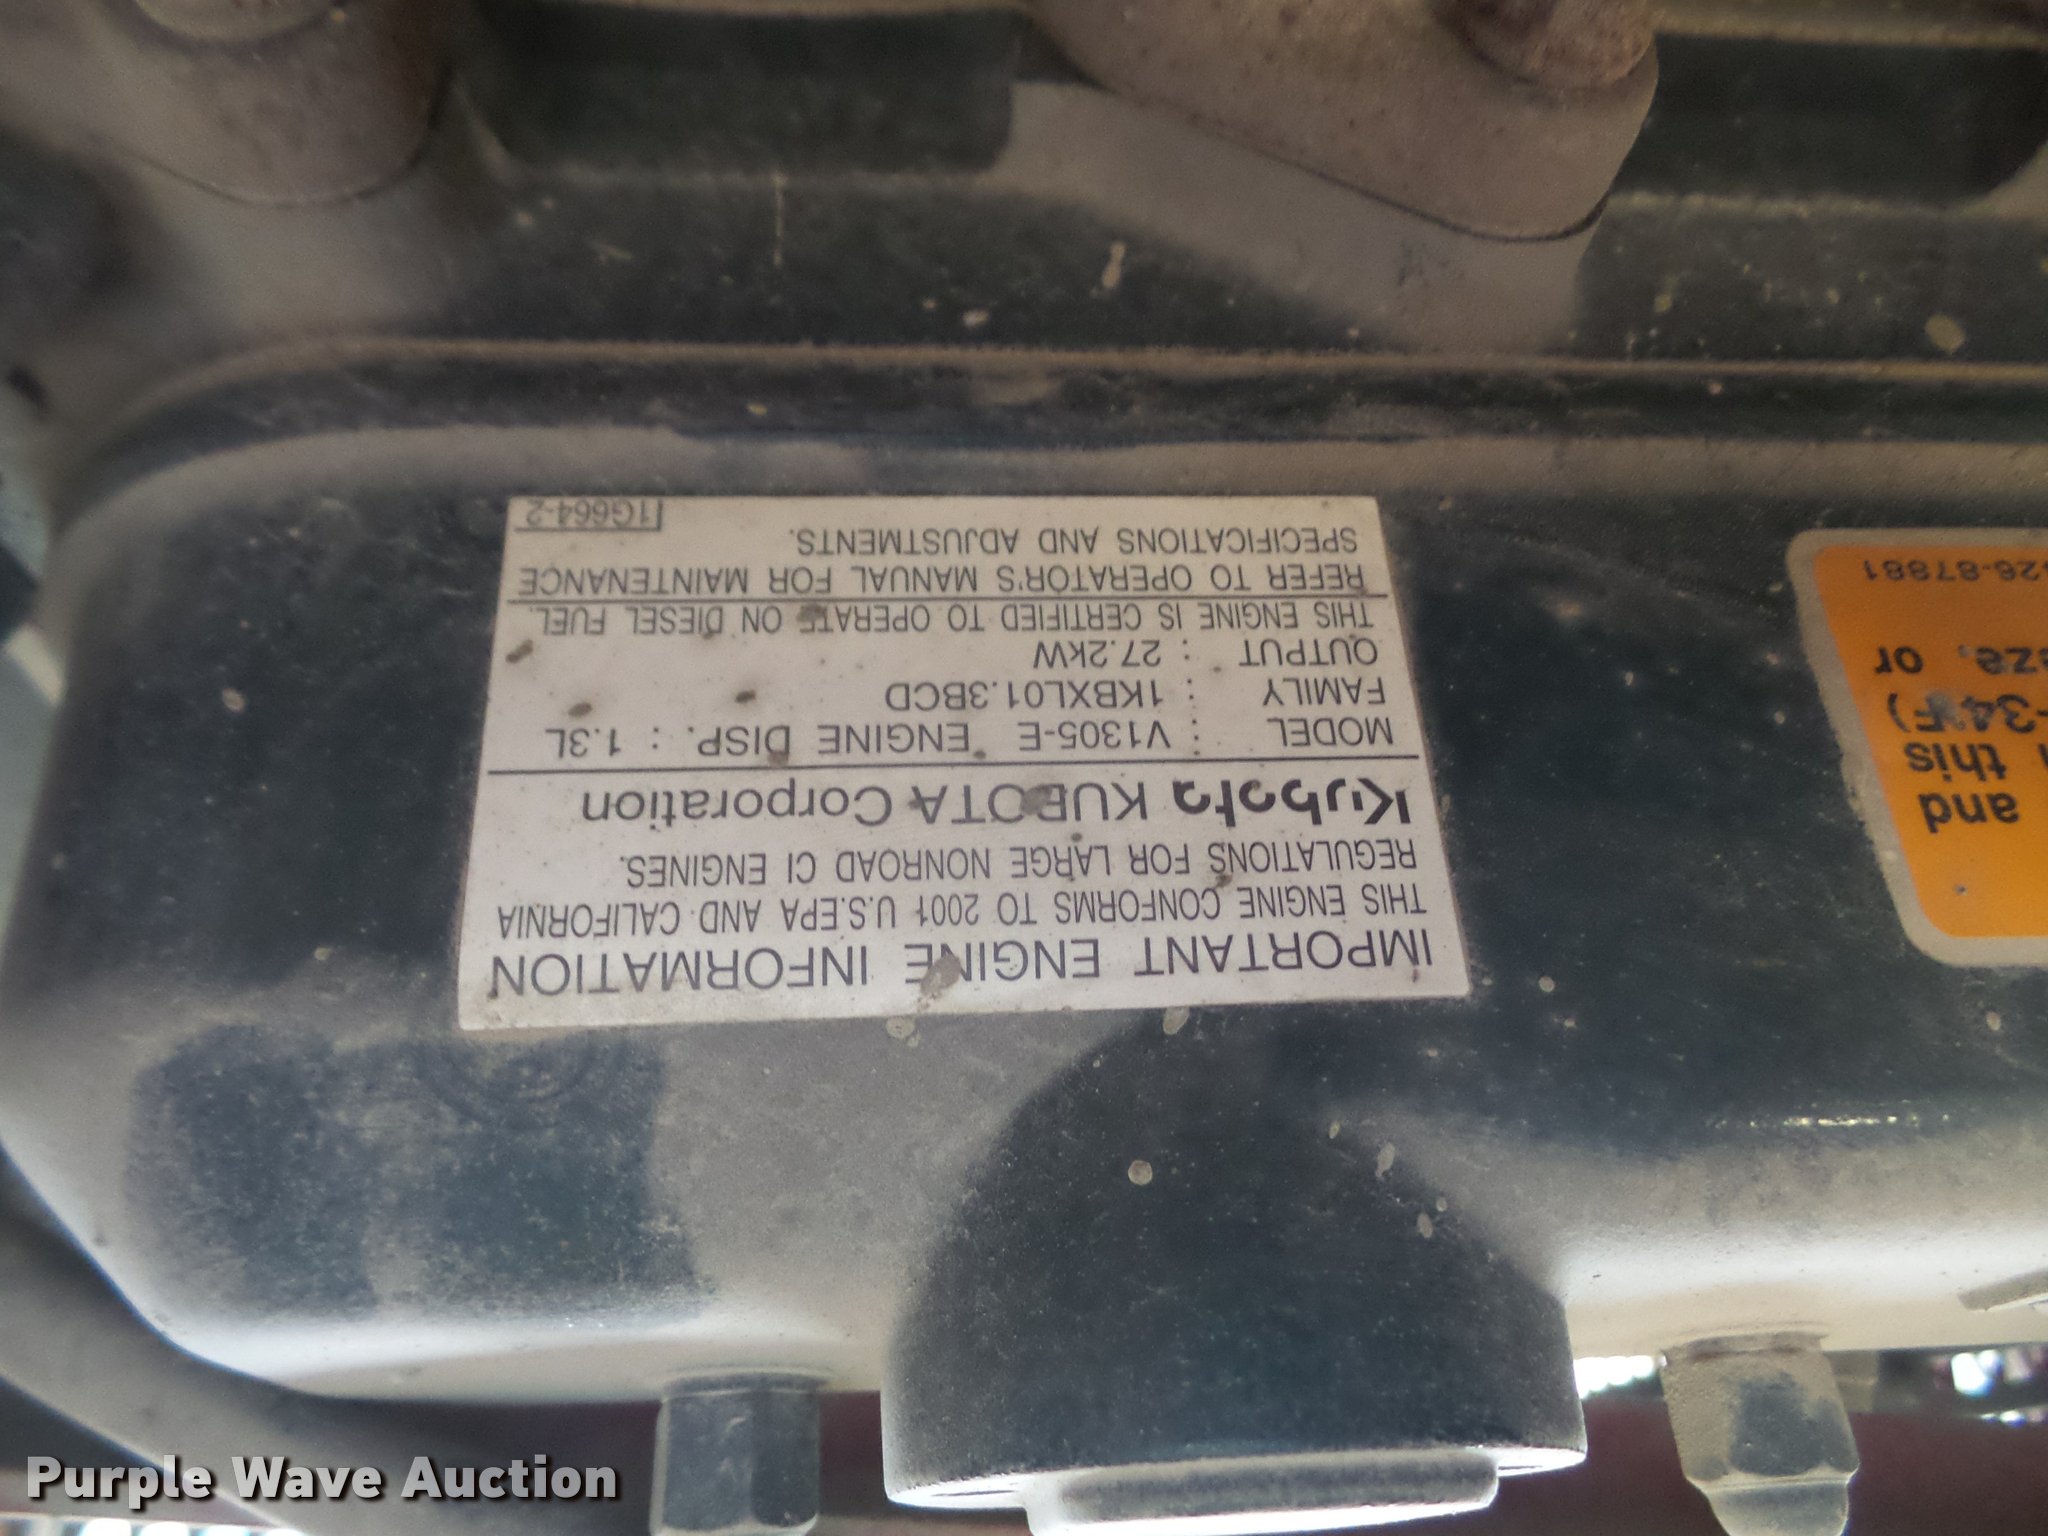 IMPORTANT ENGINE INFORMATION
THIS ENGINE CONFORMS TO 2001 U.S.EPA AND CALIFORNIA
REGULATIONS FOR LARGE NONROAD CI ENGINES.
Kubota KUBOTA Corporation
MODEL : V1305-E ENGINE DISP. : 1.3L
FAMILY : 1KBXL01.3BCD
OUTPUT : 27.2kW
THIS ENGINE IS CERTIFIED TO OPERATE ON DIESEL FUEL.
REFER TO OPERATOR'S MANUAL FOR MAINTENANCE
SPECIFICATIONS AND ADJUSTMENTS.
1G664-2
and
this
-34°F)
eze, or
426-87881
Purple Wave Auction